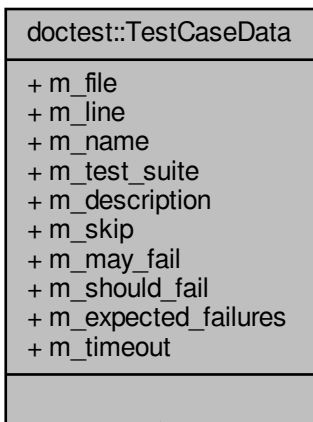 doctest::TestCaseData
+ m_file
+ m_line
+ m_name
+ m_test_suite
+ m_description
+ m_skip
+ m_may_fail
+ m_should_fail
+ m_expected_failures
+ m_timeout